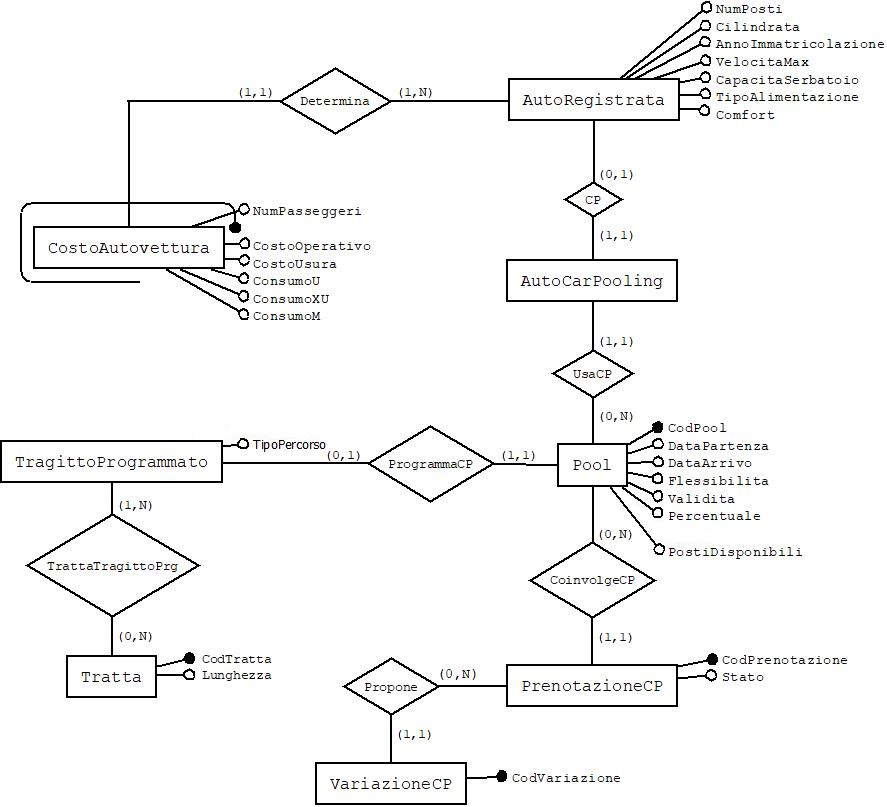 NumPosti
Cilindrata
AnnoImmatricolazione
VelocitaMax
CapacitaSerbatoio
TipoAlimentazione
Comfort
(1,1)
Determina
(1,N)
AutoRegistrata
(0,1)
CP
(1,1)
NumPasseggeri
CostoAutovettura
CostoOperativo
CostoUsura
ConsumoU
ConsumoXU
ConsumoM
AutoCarPooling
(1,1)
UsaCP
(0,N)
TipoPercorso
TragittoProgrammato
(0,1)
ProgrammaCP
(1,1)
Pool
CodPool
DataPartenza
DataArrivo
Flessibilita
Validita
Percentuale
PostiDisponibili
(1,N)
TrattaTragittoPrg
(0,N)
(0,N)
CoinvolgeCP
(1,1)
Tratta
CodTratta
Lunghezza
Propone
(0,N)
PrenotazioneCP
CodPrenotazione
Stato
(1,1)
VariazioneCP
CodVariazione